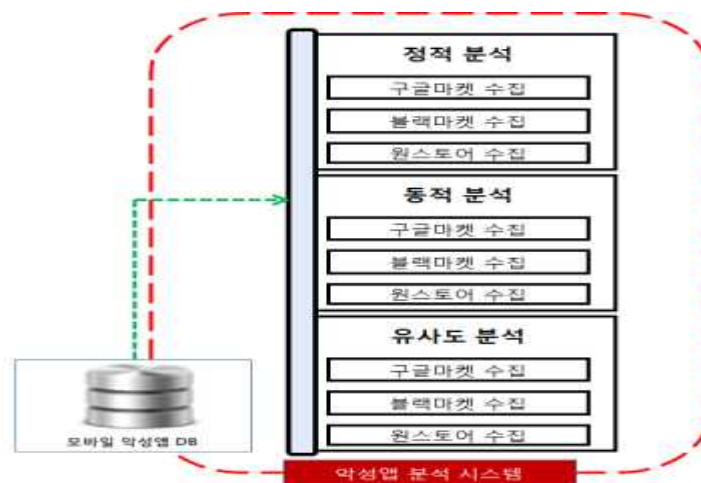 정적 분석
구글마켓 수집
블랙마켓 수집
원스토어 수집
동적 분석
구글마켓 수집
블랙마켓 수집
원스토어 수집
유사도 분석
구글마켓 수집
블랙마켓 수집
원스토어 수집
모바일 악성앱 DB
악성앱 분석 시스템